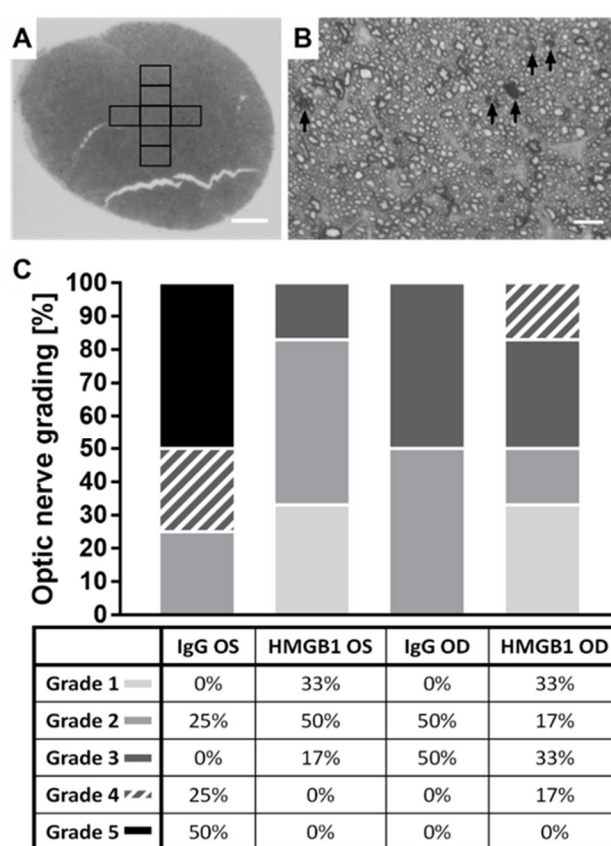 A
B
C
Optic nerve grading [%]
100
90
80
70
60
50
40
30
20
10
0
IgG OS HMGB1 OS IgG OD HMGB1 OD
Grade 1 0% 33% 0% 33%
Grade 2 25% 50% 50% 17%
Grade 3 0% 17% 50% 33%
Grade 4 25% 0% 0% 17%
Grade 5 50% 0% 0% 0%